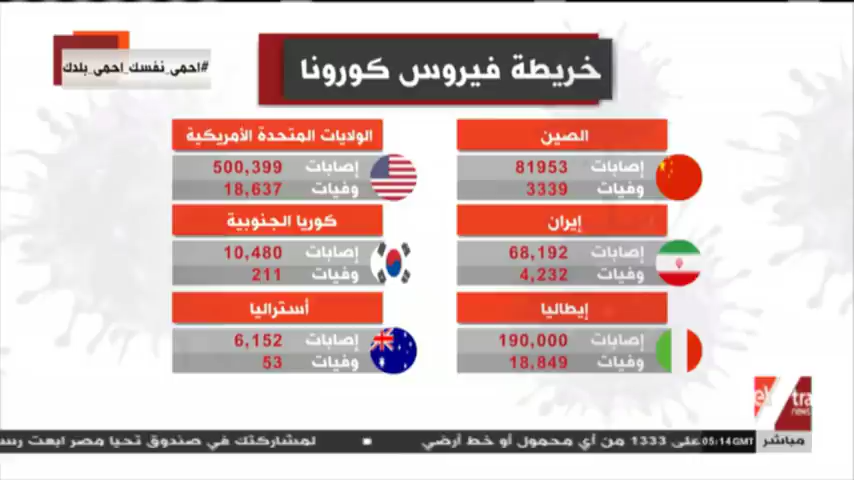 خريطة فيروس كورونا
#احمى_نفسك_احمى_بلدك
الصين
إصابات 81953
وفيات 3339
الولايات المتحدة الأمريكية
إصابات 500,399
وفيات 18,637
إيران
إصابات 68,192
وفيات 4,232
كوريا الجنوبية
إصابات 10,480
وفيات 211
إيطاليا
إصابات 190,000
وفيات 18,849
أستراليا
إصابات 6,152
وفيات 53
news
مباشر
05:14 GMT
على 1333 من أي محمول أو خط أرضي
لمشاركتك في صندوق تحيا مصر ابعت